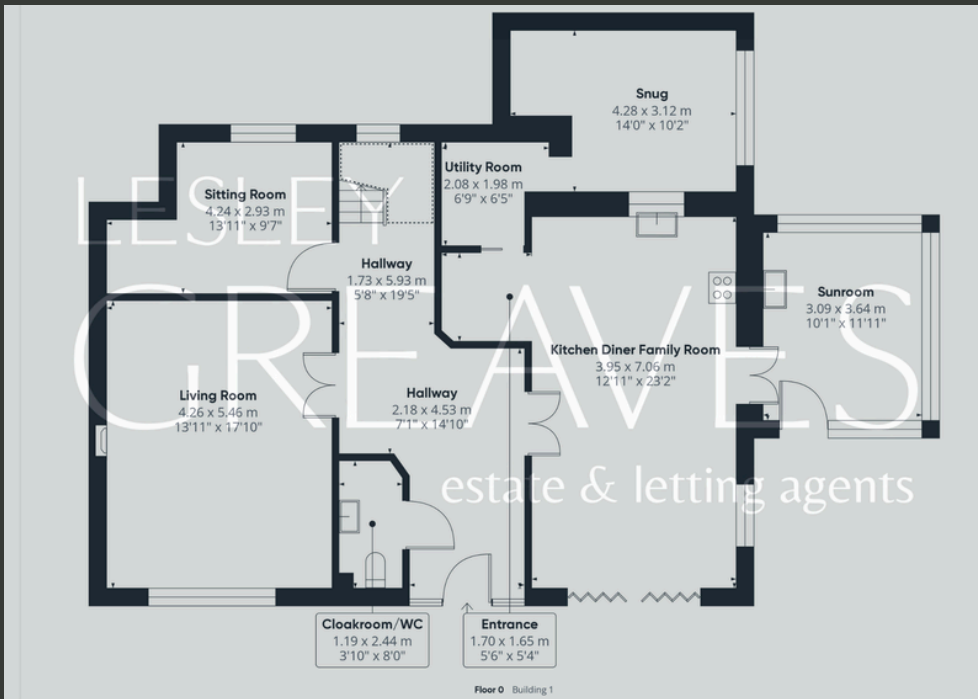 Snug
4.28 x 3.12 m
14'0" x 10'2"
Utility Room
2.08 x 1.98 m
6'9" x 6'5"
Sitting Room
4.24 x 2.93 m
13'11" x 9'7"
LESLEY
Hallway
1.73 x 5.93 m
5'8" x 19'5"
Sunroom
3.09 x 3.64 m
10'1" x 11'11"
GREAVES
Kitchen Diner Family Room
3.95 x 7.06 m
12'11" x 23'2"
Living Room
4.26 x 5.46 m
13'11" x 17'10"
Hallway
2.18 x 4.53 m
7'1" x 14'10"
estate & letting agents
Cloakroom/WC
1.19 x 2.44 m
3'10" x 8'0"
Entrance
1.70 x 1.65 m
5'6" x 5'4"
Floor 0 Building 1